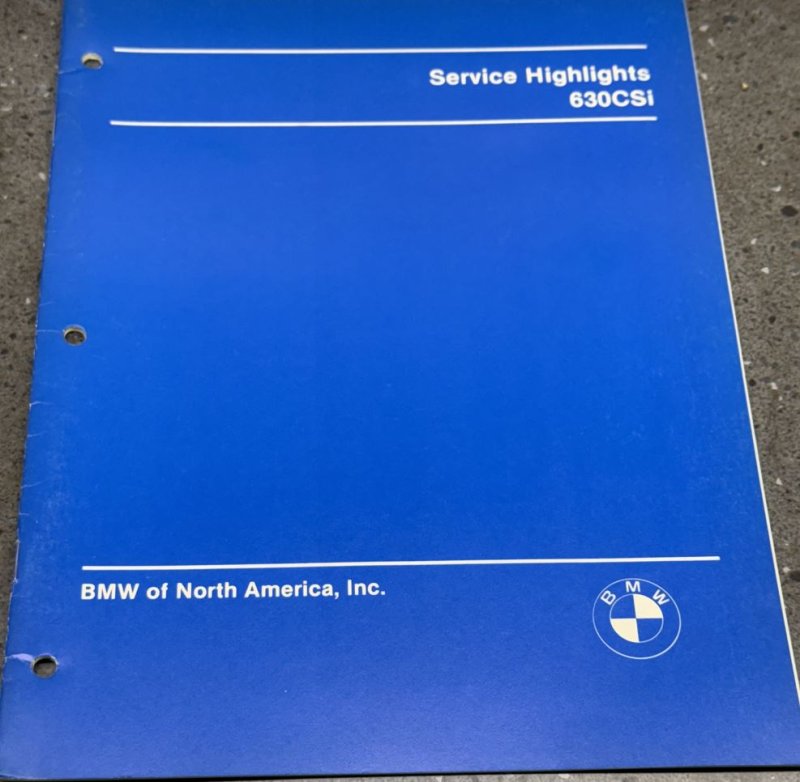 Service Highlights
630CSi
BMW of North America, Inc.
BMW